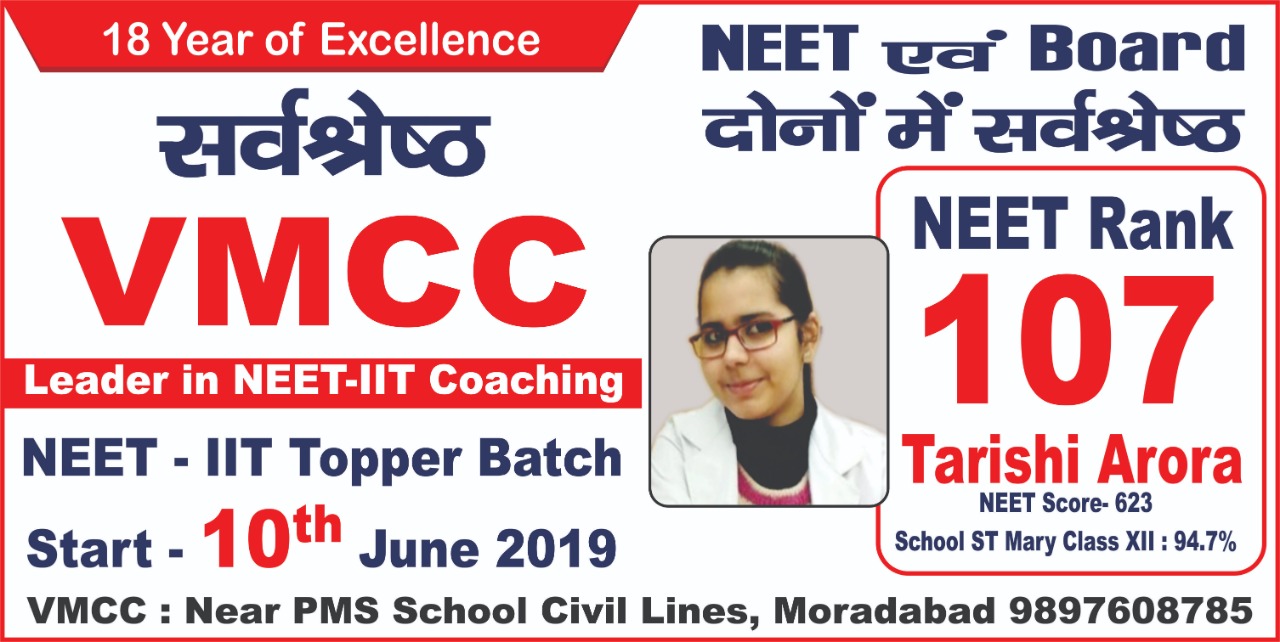 18 Year of Excellence
सर्वश्रेष्ठ
VMCC
Leader in NEET-IIT Coaching
NEET - IIT Topper Batch
Start - 10th June 2019
NEET एवं Board
दोनों में सर्वश्रेष्ठ
NEET Rank
107
Tarishi Arora
NEET Score- 623
School ST Mary Class XII : 94.7%
VMCC : Near PMS School Civil Lines, Moradabad 9897608785